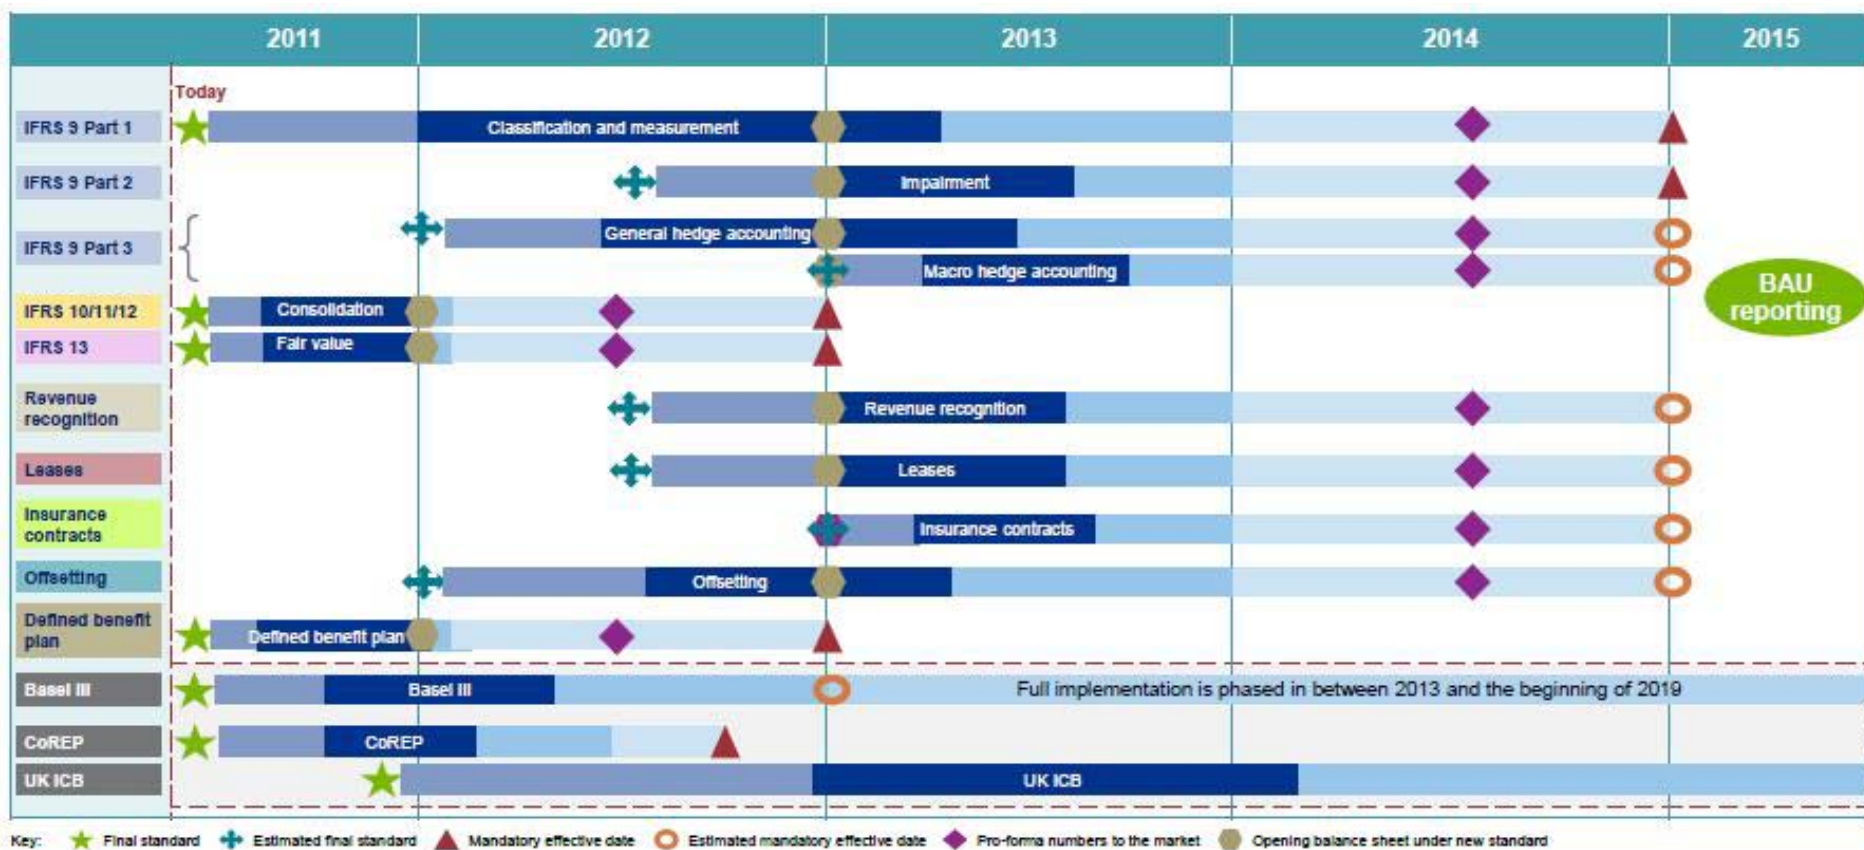 2011 2012 2013 2014 2015
Today
IFRS 9 Part 1 Classification and measurement
IFRS 9 Part 2 Impairment
IFRS 9 Part 3 General hedge accounting
Macro hedge accounting
BAU
reporting
IFRS 10/11/12 Consolidation
IFRS 13 Fair value
Revenue
recognition
Revenue recognition
Leases Leases
Insurance
contracts
Insurance contracts
Offsetting Offsetting
Defined benefit
plan
Defined benefit plan
Basel III Basel III Full implementation is phased in between 2013 and the beginning of 2019
CoREP CoREP
UK ICB UK ICB
Key: Final standard Estimated final standard Mandatory effective date Estimated mandatory effective date Pro-forma numbers to the market Opening balance sheet under new standard